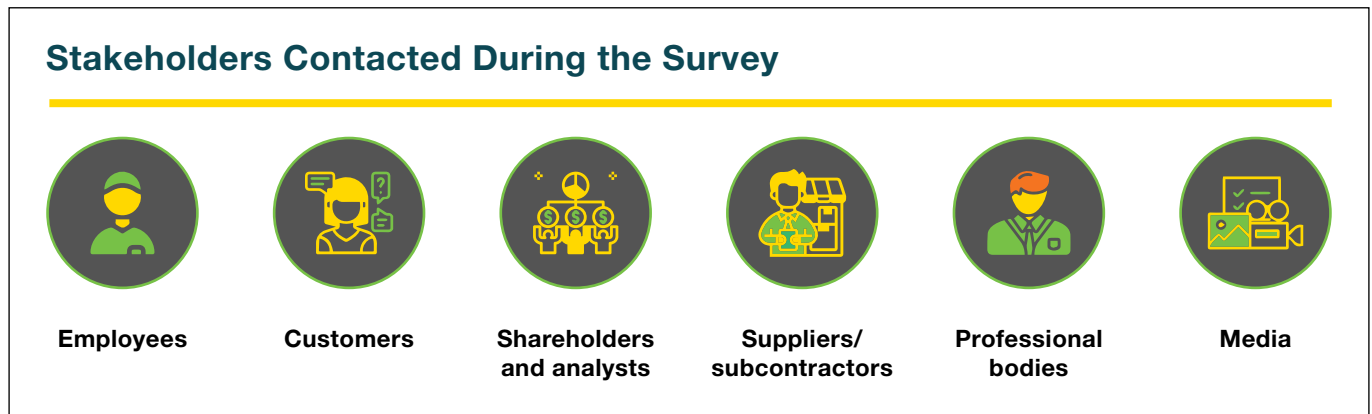 Stakeholders Contacted During the Survey
Employees
Customers
Shareholders
and analysts
Suppliers/
subcontractors
Professional
bodies
Media